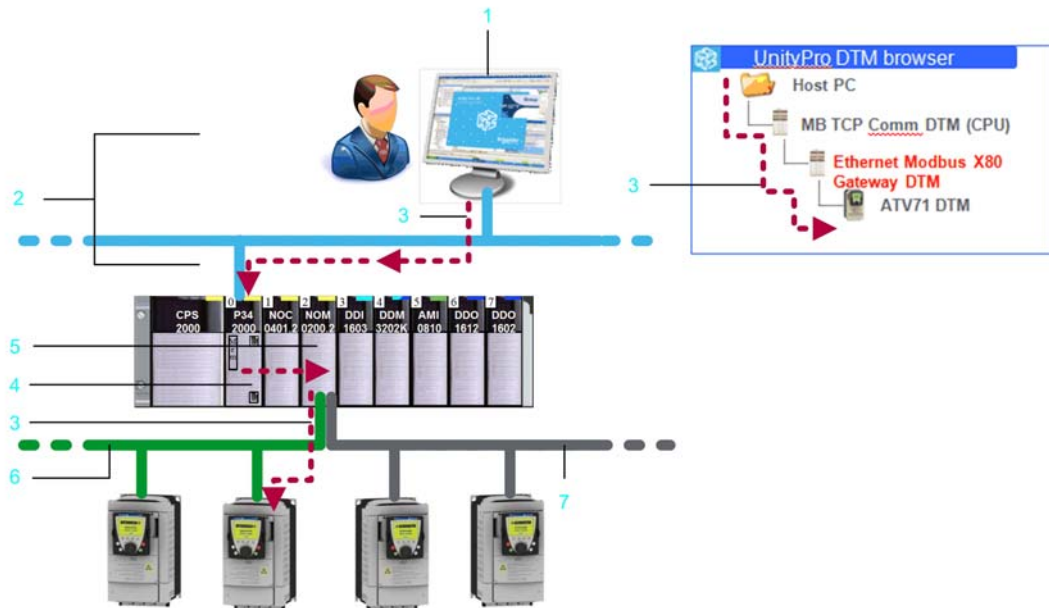 1
UnityPro DTM browser
Host PC
MB TCP Comm DTM (CPU)
Ethernet Modbus X80
Gateway DTM
ATV71 DTM
3
2
3
0 1 2 3 4 5 6 7
CPS P34 NOC NOM DDI DDM AMI DDO DDO
2000 2000 0401.2 0200.2 1603 3202K 0810 1612 1602
5
4
3
6
7